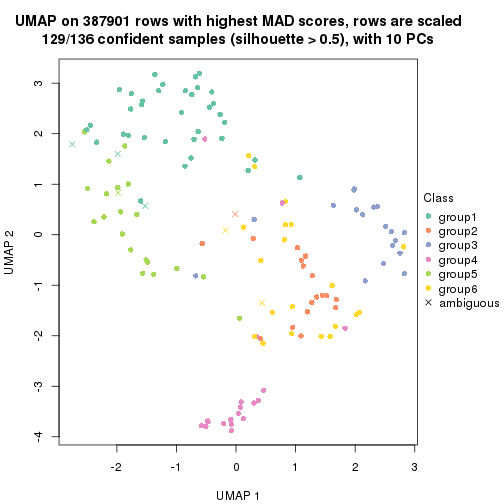 UMAP on 387901 rows with highest MAD scores, rows are scaled
129/136 confident samples (silhouette > 0.5), with 10 PCs
3
2
1
0
-1
-2
-3
-4
UMAP 2
-2
-1
0
1
2
3
UMAP 1
Class
group1
group2
group3
group4
group5
group6
ambiguous